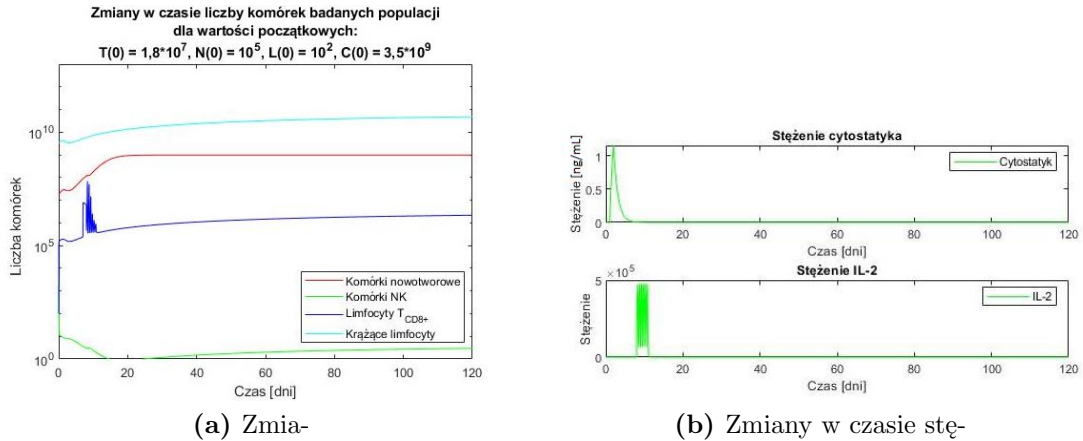 Zmiany w czasie liczby komórek badanych populacji
dla wartości początkowych:
T(0) = 1,8*10^7, N(0) = 10^5, L(0) = 10^2, C(0) = 3,5*10^9
Liczba komórek
10^10
10^5
10^0
0 20 40 60 80 100 120
Czas [dni]
Komórki nowotworowe
Komórki NK
Limfocyty T_CD8+
Krążące limfocyty
(a) Zmia-
Stężenie cytostatyka
Stężenie [ng/mL]
1
0.5
0
0 20 40 60 80 100 120
Czas [dni]
Cytostatyk
Stężenie IL-2
×10^5
Stężenie
5
0
0 20 40 60 80 100 120
Czas [dni]
IL-2
(b) Zmiany w czasie stę-